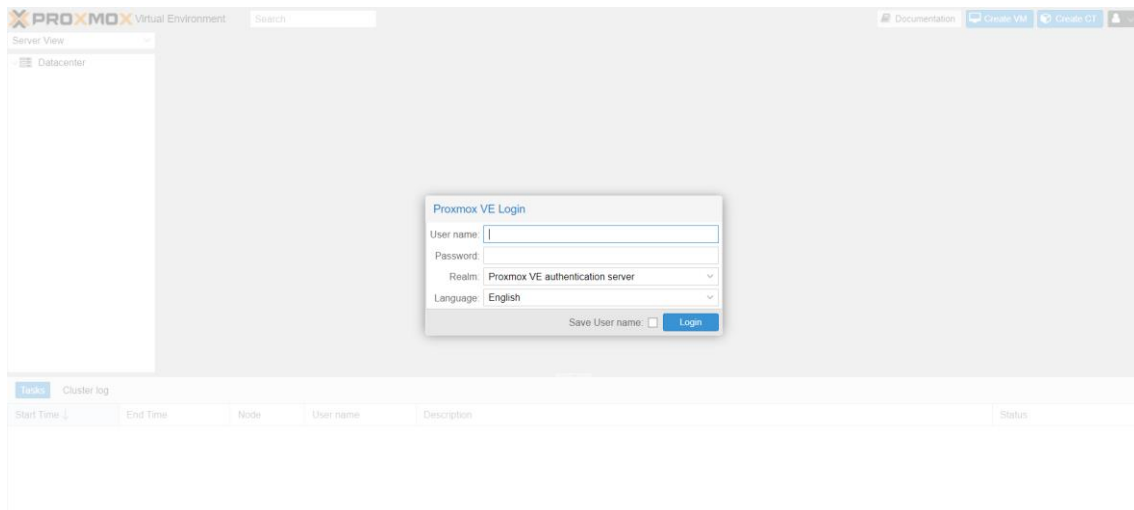 PROXMOX Virtual Environment Search Documentation Create VM Create CT
Server View
Datacenter
Proxmox VE Login
User name:
Password:
Realm: Proxmox VE authentication server
Language: English
Save User name: Login
Tasks Cluster log
Start Time End Time Node User name Description Status